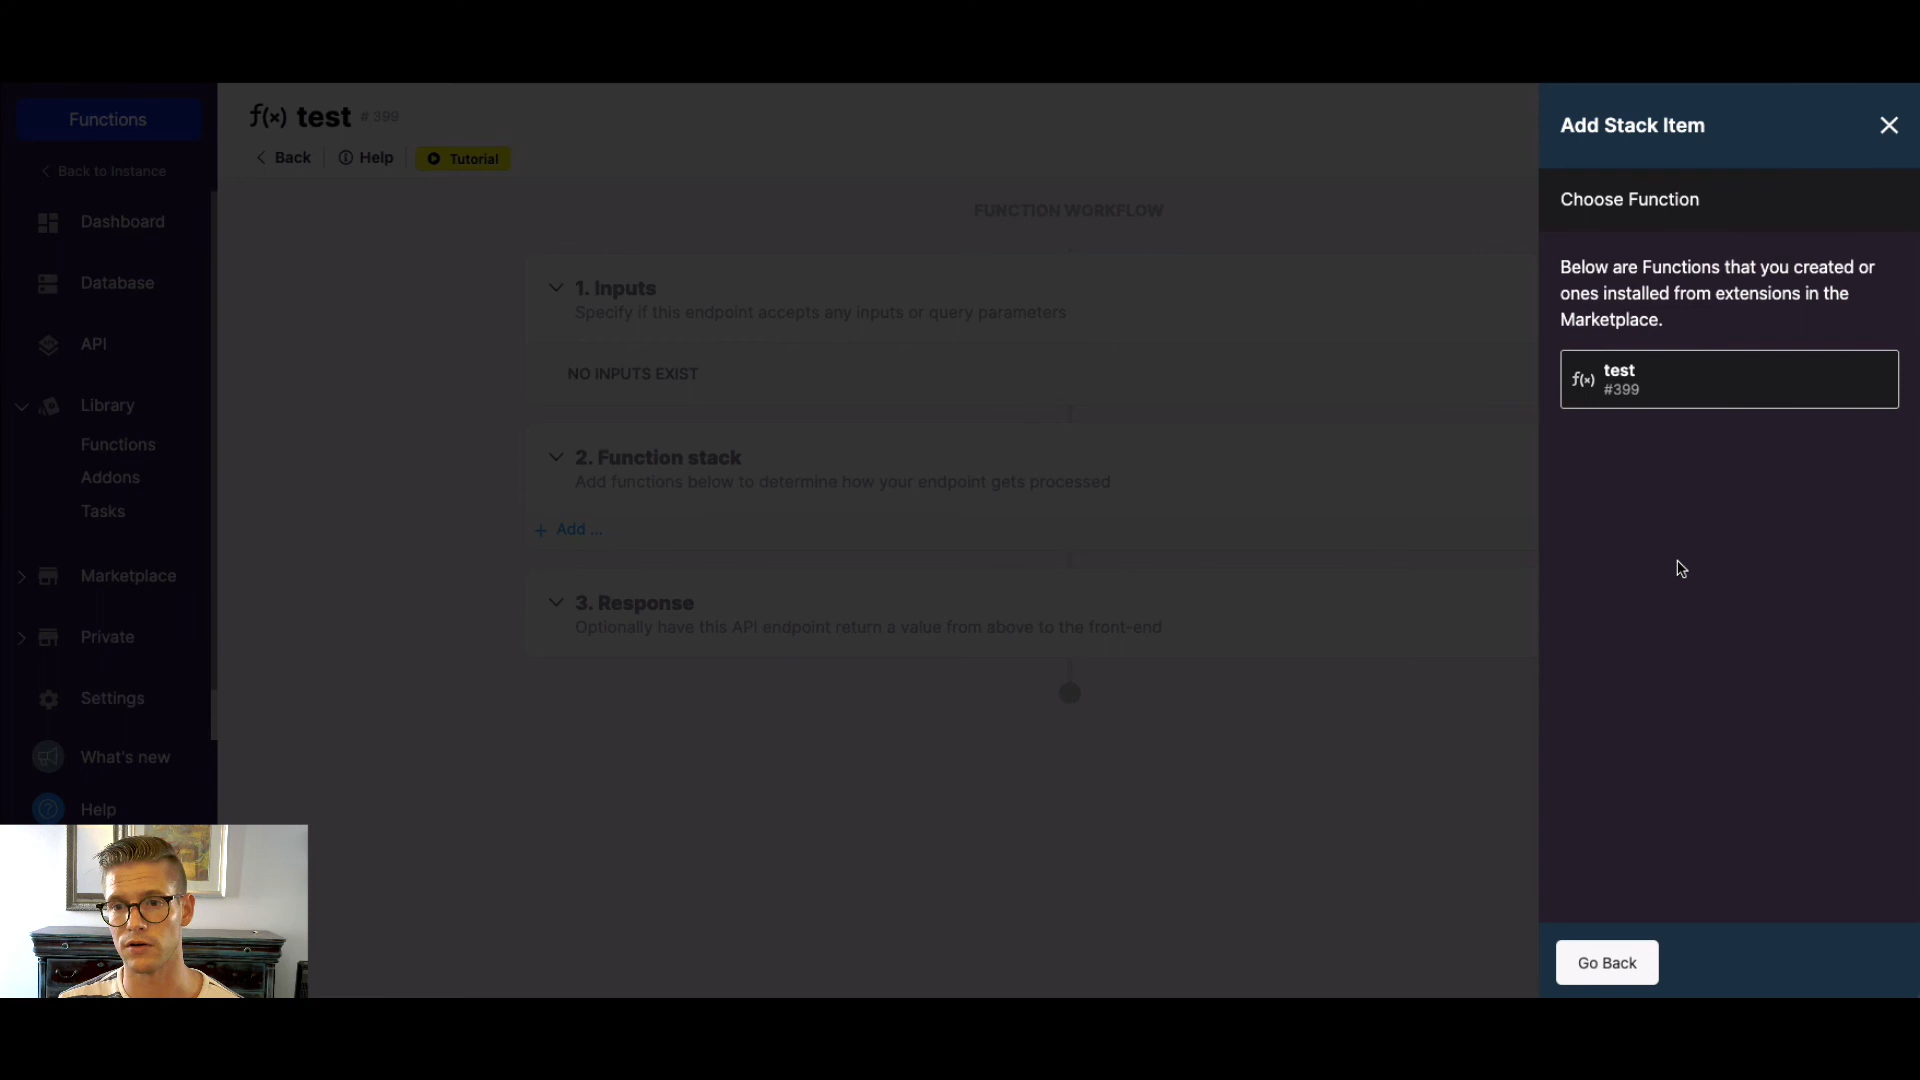 Functions
Back to Instance
Dashboard
Database
API
Library
Functions
Addons
Tasks
Marketplace
Private
Settings
What's new
Help
f(x) test # 399
Back
Help
Tutorial
FUNCTION WORKFLOW
1. Inputs
Specify if this endpoint accepts any inputs or query parameters
NO INPUTS EXIST
2. Function stack
Add functions below to determine how your endpoint gets processed
+ Add ...
3. Response
Optionally have this API endpoint return a value from above to the front-end
Add Stack Item
Choose Function
Below are Functions that you created or
ones installed from extensions in the
Marketplace.
f(x) test
#399
Go Back